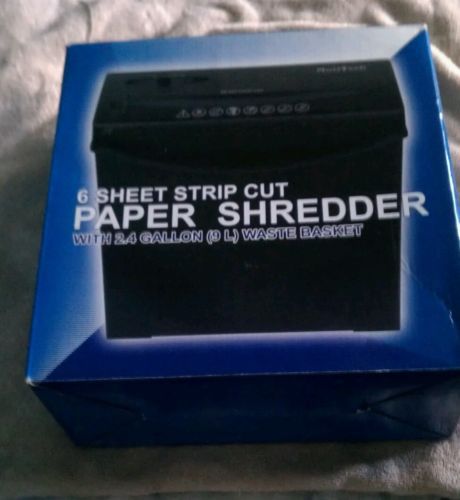 6 SHEET STRIP CUT
PAPER SHREDDER
WITH 2.4 GALLON (9 L) WASTE BASKET